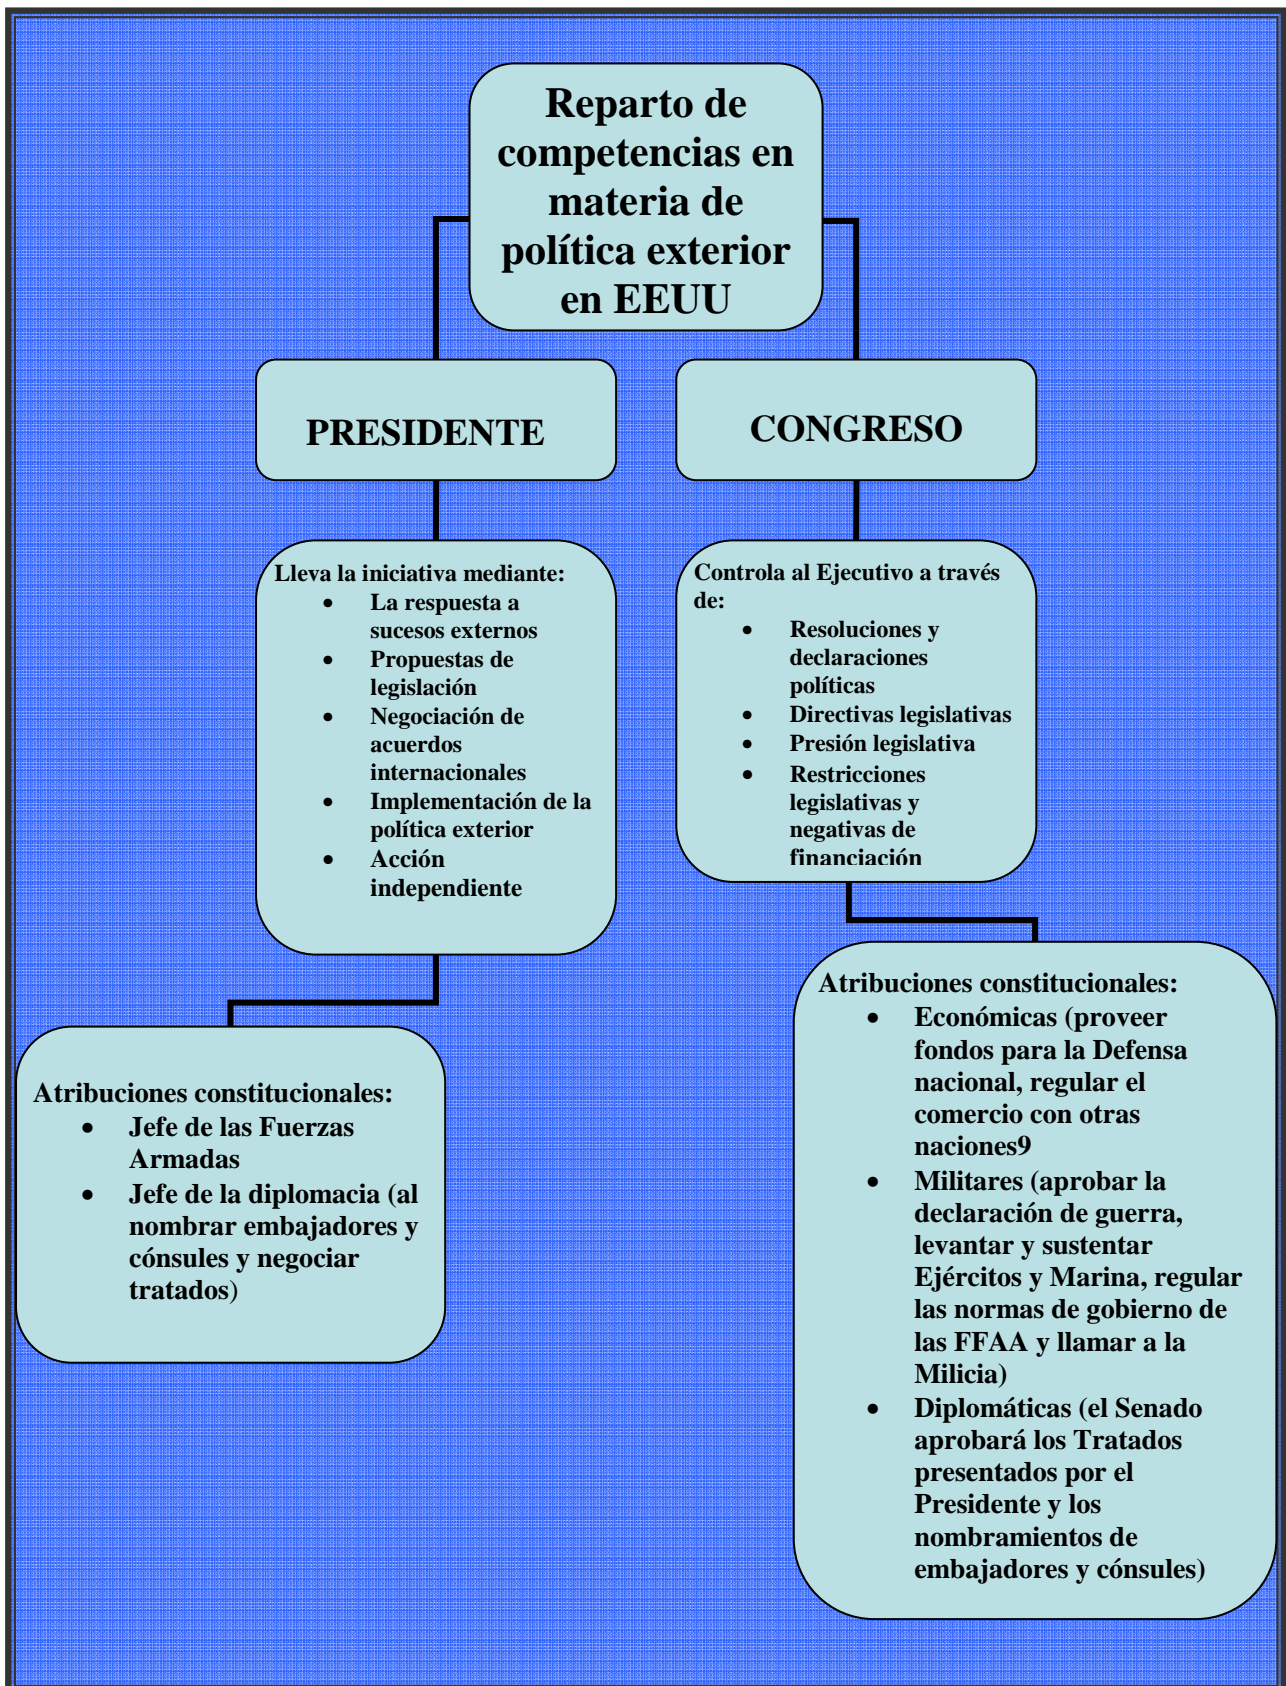 Reparto de
competencias en
materia de
política exterior
en EEUU
PRESIDENTE
CONGRESO
Lleva la iniciativa mediante:
• La respuesta a
sucesos externos
• Propuestas de
legislación
• Negociación de
acuerdos
internacionales
• Implementación de la
política exterior
• Acción
independiente
Controla al Ejecutivo a través
de:
• Resoluciones y
declaraciones
políticas
• Directivas legislativas
• Presión legislativa
• Restricciones
legislativas y
negativas de
financiación
Atribuciones constitucionales:
• Jefe de las Fuerzas
Armadas
• Jefe de la diplomacia (al
nombrar embajadores y
cónsules y negociar
tratados)
Atribuciones constitucionales:
• Económicas (proveer
fondos para la Defensa
nacional, regular el
comercio con otras
naciones9
• Militares (aprobar la
declaración de guerra,
levantar y sustentar
Ejércitos y Marina, regular
las normas de gobierno de
las FFAA y llamar a la
Milicia)
• Diplomáticas (el Senado
aprobará los Tratados
presentados por el
Presidente y los
nombramientos de
embajadores y cónsules)